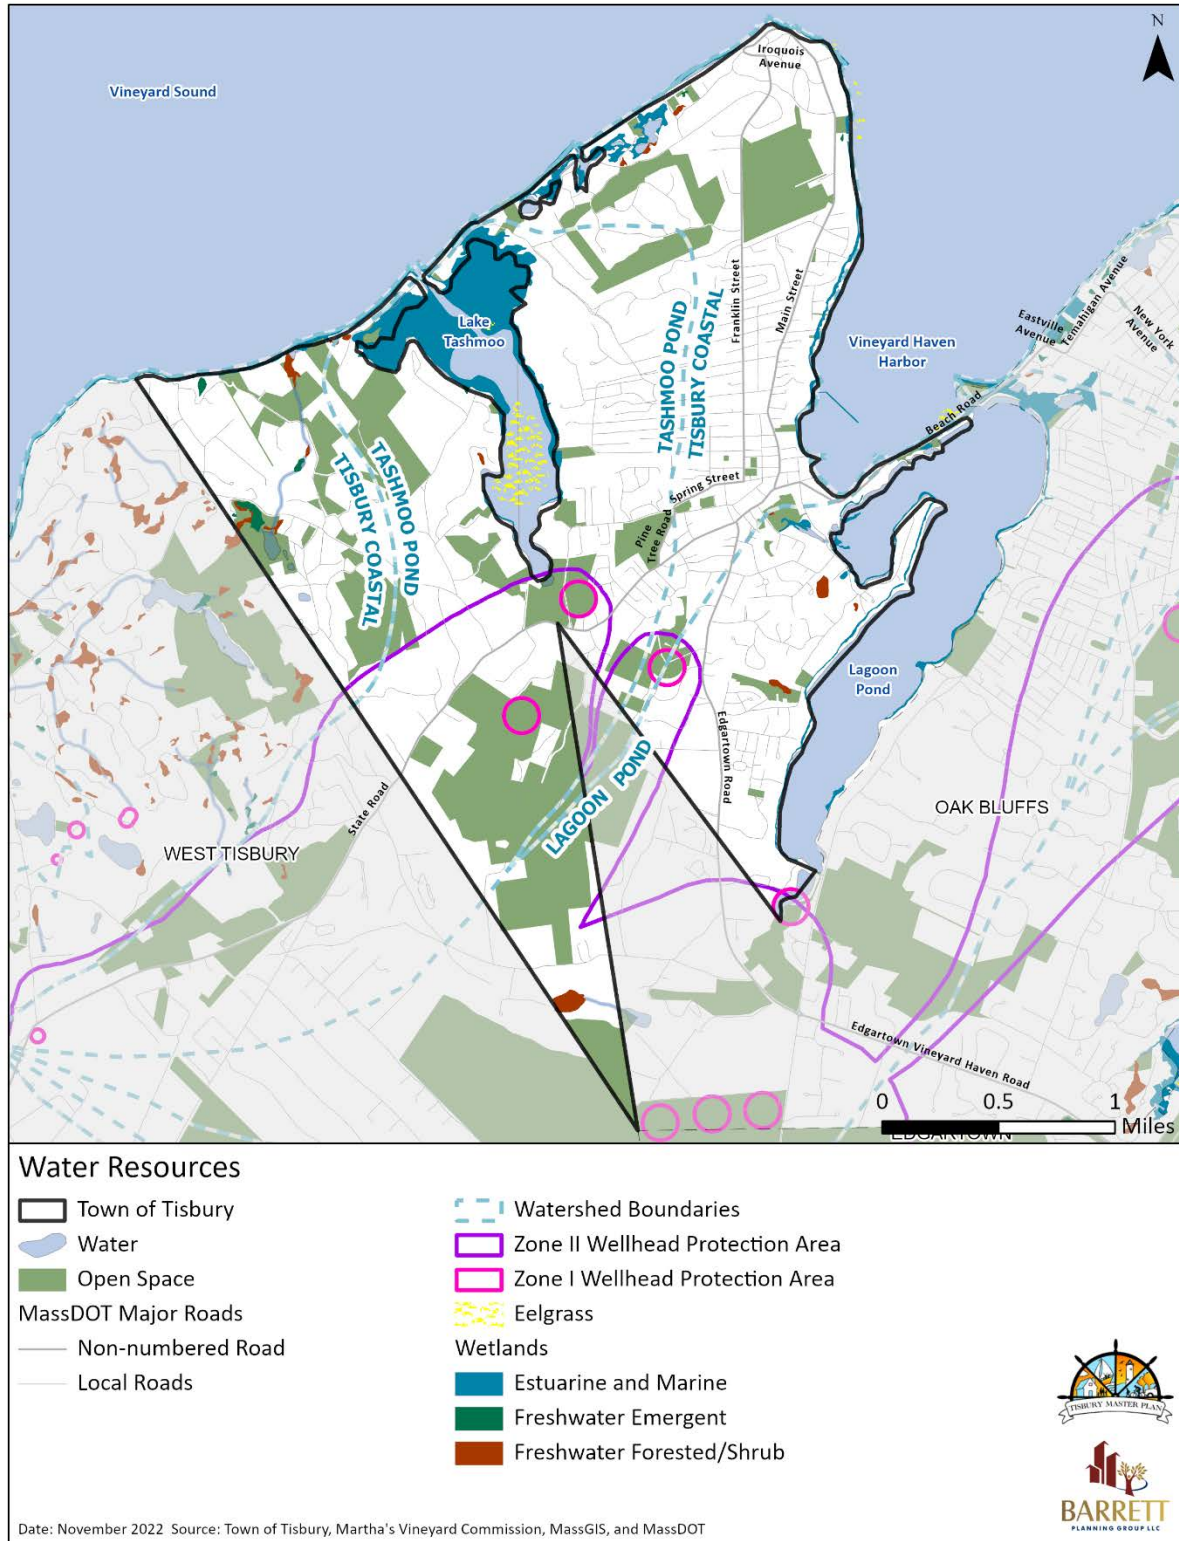 N
Iroquois
Avenue
Vineyard Sound
Franklin Street
Main Street
TASHMOO POND
TISBURY COASTAL
Lake
Tashmoo
Vineyard Haven
Harbor
Eastville
Avenue
Temahigan Avenue
New York
Avenue
Beach Road
TASHMOO POND
TISBURY COASTAL
Spring Street
Pine
Tree Road
Lagoon
Pond
Edgartown Road
LAGOON POND
State Road
OAK BLUFFS
WEST TISBURY
Edgartown Vineyard Haven Road
0 0.5 1
Miles
EDGARTOWN
Water Resources
Town of Tisbury
Water
Open Space
MassDOT Major Roads
Non-numbered Road
Local Roads
Watershed Boundaries
Zone II Wellhead Protection Area
Zone I Wellhead Protection Area
Eelgrass
Wetlands
Estuarine and Marine
Freshwater Emergent
Freshwater Forested/Shrub
TISBURY MASTER PLAN
BARRETT
PLANNING GROUP LLC
Date: November 2022 Source: Town of Tisbury, Martha's Vineyard Commission, MassGIS, and MassDOT